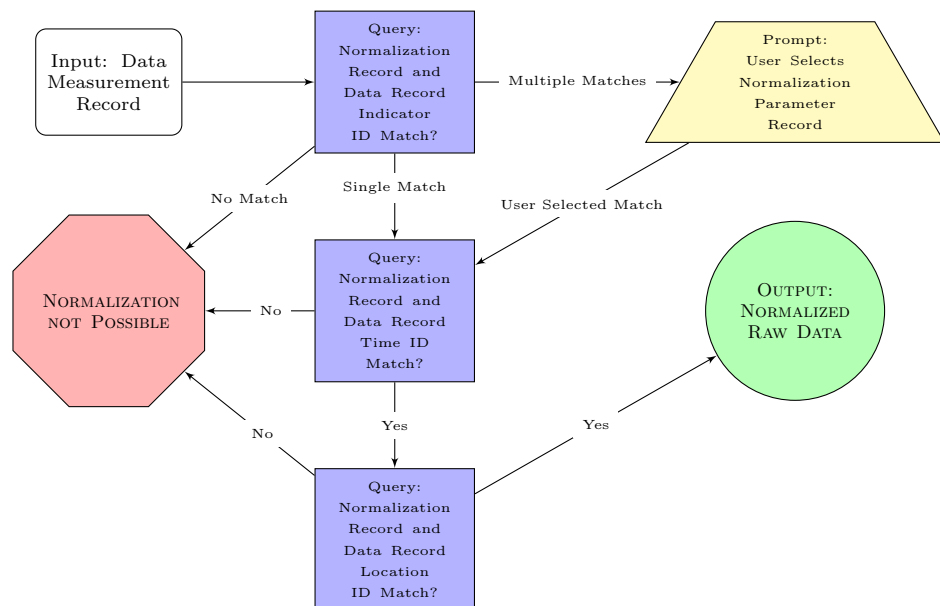 Input: Data
Measurement
Record
Query:
Normalization
Record and
Data Record
Indicator
ID Match?
Multiple Matches
Prompt:
User Selects
Normalization
Parameter
Record
No Match
Single Match
User Selected Match
Normalization
not Possible
No
Query:
Normalization
Record and
Data Record
Time ID
Match?
Output:
Normalized
Raw Data
No
Yes
Yes
Query:
Normalization
Record and
Data Record
Location
ID Match?